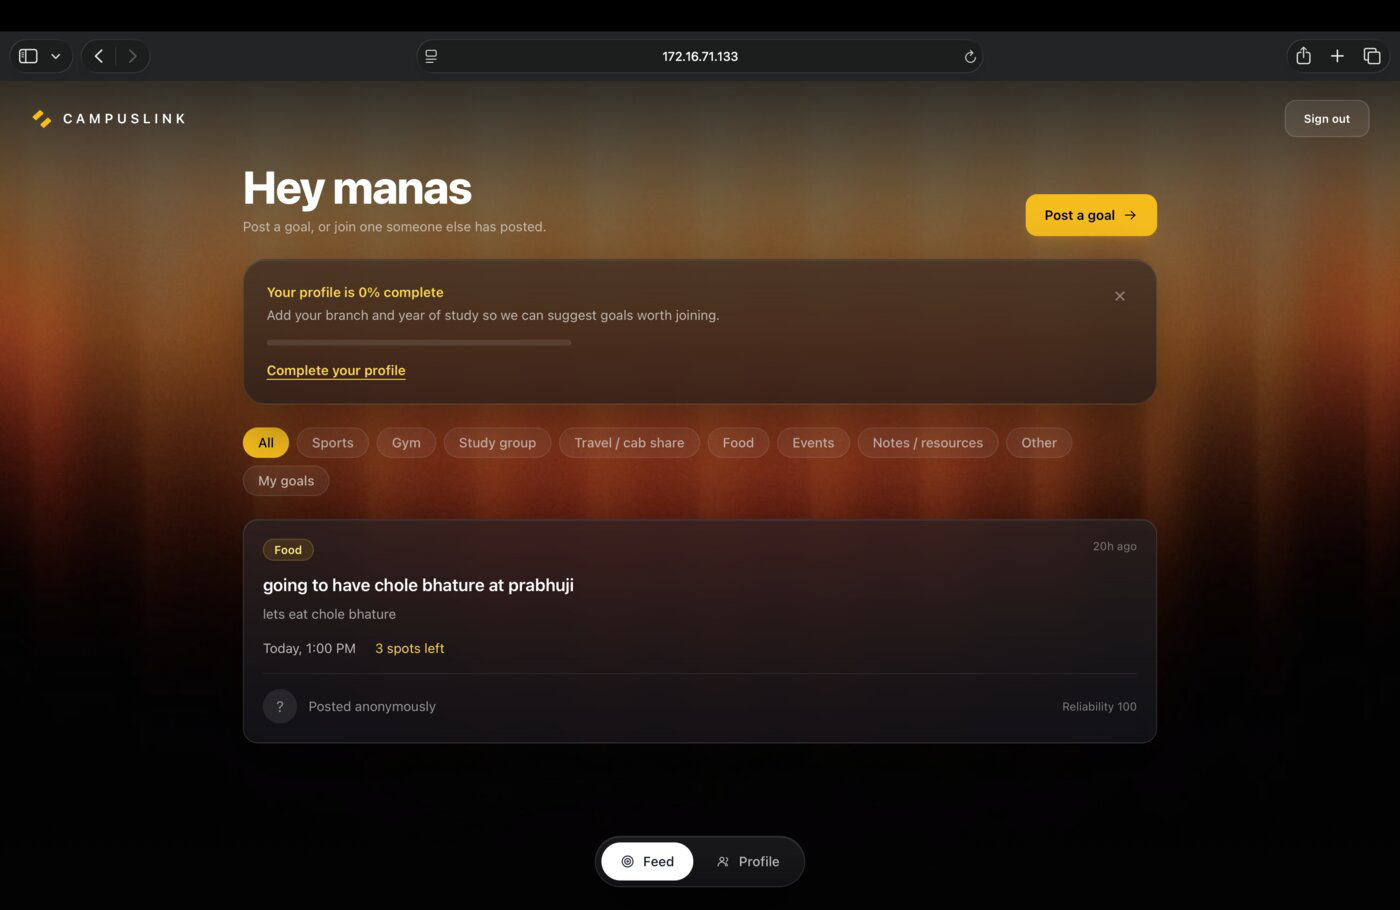 172.16.71.133
CAMPUSLINK
Sign out
Hey manas
Post a goal, or join one someone else has posted.
Post a goal →
Your profile is 0% complete
Add your branch and year of study so we can suggest goals worth joining.
Complete your profile
All Sports Gym Study group Travel / cab share Food Events Notes / resources Other
My goals
Food
20h ago
going to have chole bhature at prabhuji
lets eat chole bhature
Today, 1:00 PM 3 spots left
? Posted anonymously
Reliability 100
Feed Profile